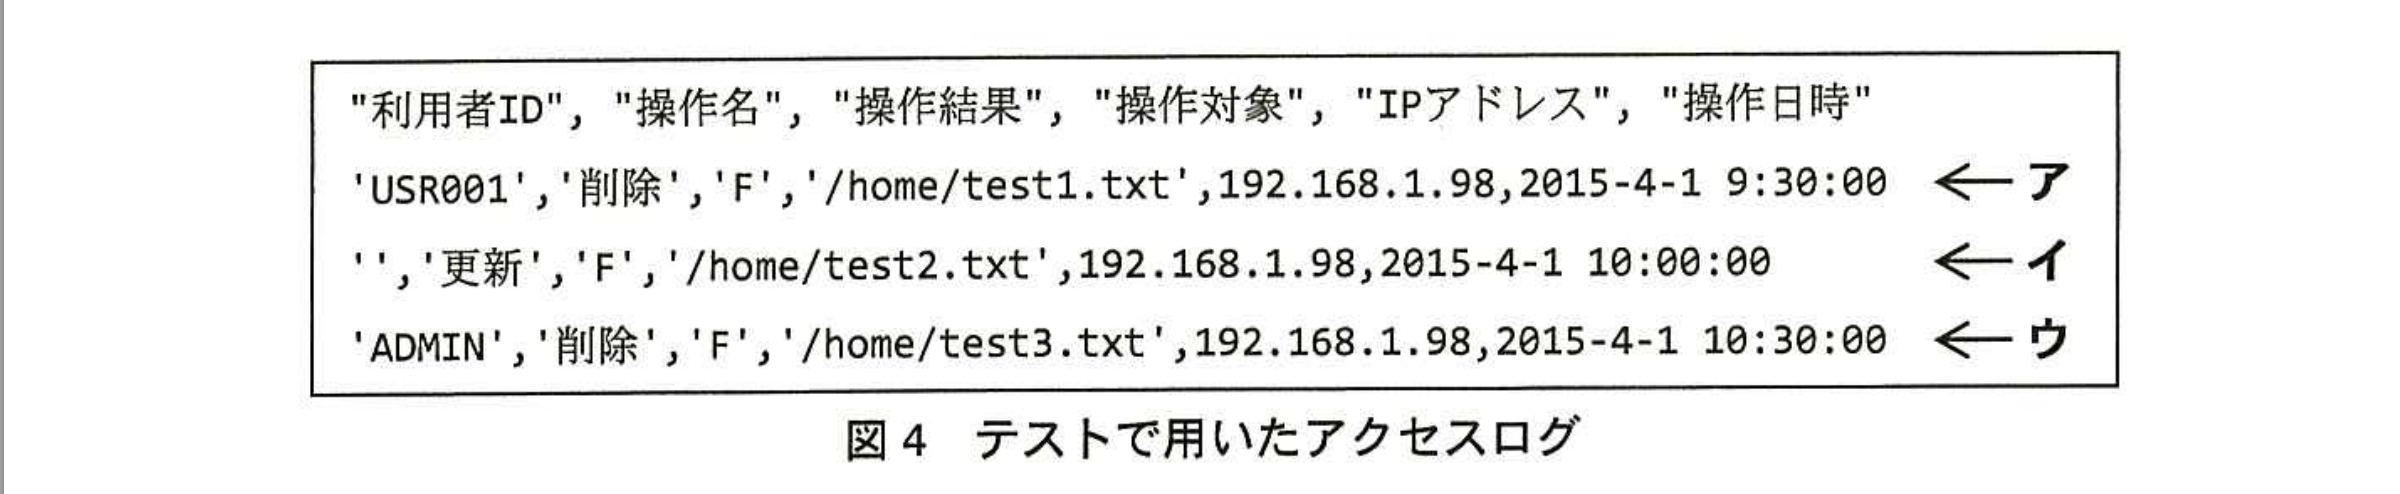 "利用者ID", "操作名", "操作結果", "操作対象", "IPアドレス", "操作日時"
'USR001','削除','F','/home/test1.txt',192.168.1.98,2015-4-1 9:30:00 ←ア
'','更新','F','/home/test2.txt',192.168.1.98,2015-4-1 10:00:00 ←イ
'ADMIN','削除','F','/home/test3.txt',192.168.1.98,2015-4-1 10:30:00 ←ウ
図4 テストで用いたアクセスログ